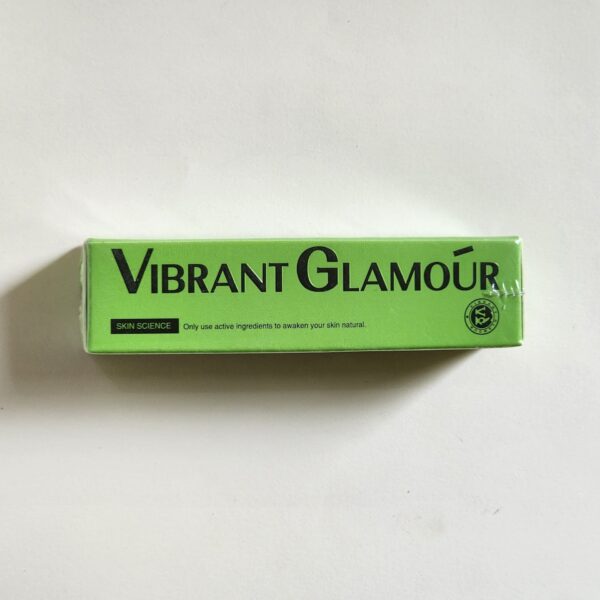 VIBRANT GLAMOÚR
SKIN SCIENCE Only use active ingredients to awaken your skin natural.